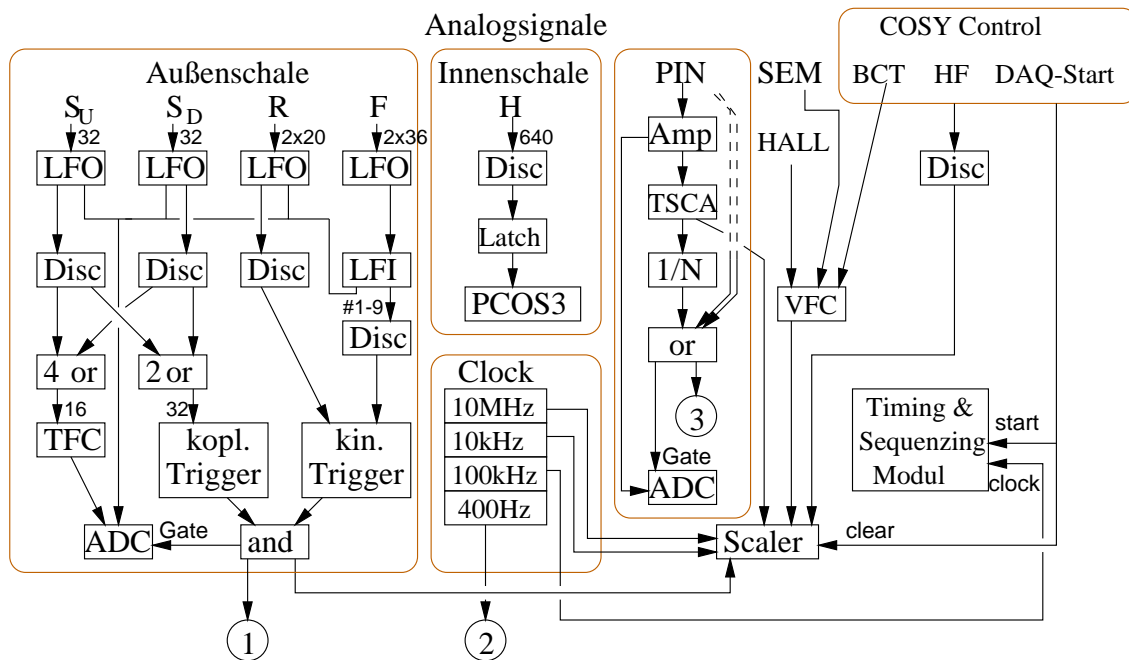 Analogsignale
COSY Control
BCT HF DAQ-Start
Außenschale
S_U S_D R F
32 32 2x20 2x36
LFO LFO LFO LFO
Disc Disc Disc LFI
#1-9
Disc
4 or 2 or
16 32
TFC
kopl.
Trigger
kin.
Trigger
ADC Gate and
1
Innenschale
H
640
Disc
Latch
PCOS3
Clock
10MHz
10kHz
100kHz
400Hz
2
PIN
Amp
TSCA
1/N
or
3
Gate
ADC
SEM
HALL
VFC
Disc
Timing &
Sequenzing
Modul
start
clock
Scaler clear